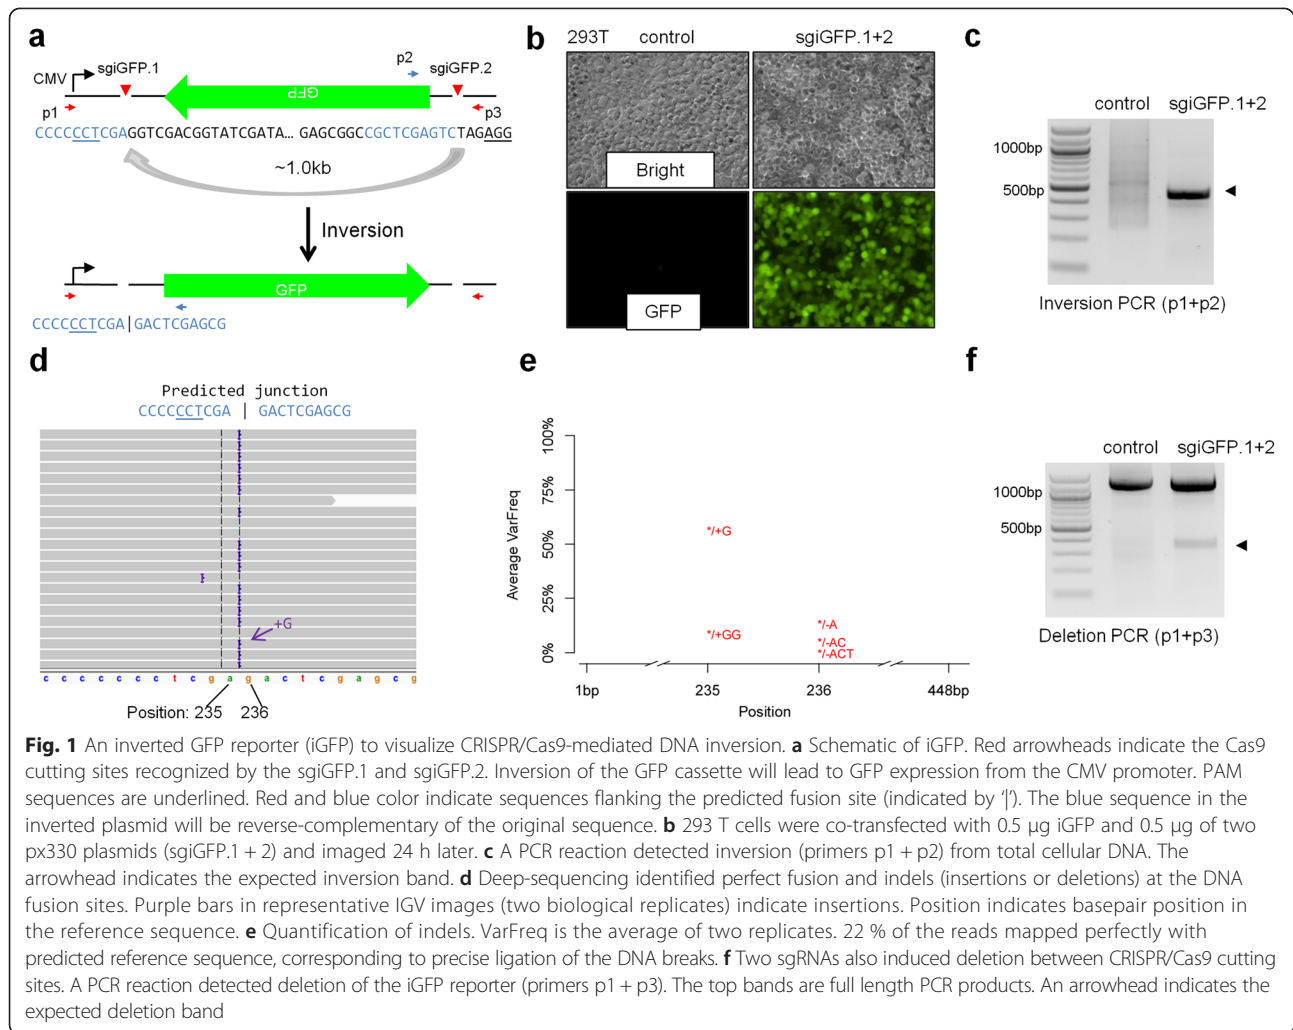 a
CMV
sgiGFP.1
p2
sgiGFP.2
GFP
p1
p3
CCCCCCTCGAGGTCGACGGTATCGATA... GAGCGGCCGCTCGAGTCTAGAGG
~1.0kb
Inversion
GFP
CCCCCCTCGA|GACTCGAGCG
b
293T control sgiGFP.1+2
Bright
GFP
c
control sgiGFP.1+2
1000bp
500bp
Inversion PCR (p1+p2)
d
Predicted junction
CCCCCCTCGA | GACTCGAGCG
+G
c c c c c c t c g a g a c t c g a g c g
Position: 235 236
e
Average VarFreq
100%
75%
50%
25%
0%
*/+G
*/+GG
*/-A
*/-AC
*/-ACT
1bp 235 236 448bp
Position
f
control sgiGFP.1+2
1000bp
500bp
Deletion PCR (p1+p3)
Fig. 1 An inverted GFP reporter (iGFP) to visualize CRISPR/Cas9-mediated DNA inversion. a Schematic of iGFP. Red arrowheads indicate the Cas9
cutting sites recognized by the sgiGFP.1 and sgiGFP.2. Inversion of the GFP cassette will lead to GFP expression from the CMV promoter. PAM
sequences are underlined. Red and blue color indicate sequences flanking the predicted fusion site (indicated by ‘|’). The blue sequence in the
inverted plasmid will be reverse-complementary of the original sequence. b 293 T cells were co-transfected with 0.5 μg iGFP and 0.5 μg of two
px330 plasmids (sgiGFP.1 + 2) and imaged 24 h later. c A PCR reaction detected inversion (primers p1 + p2) from total cellular DNA. The
arrowhead indicates the expected inversion band. d Deep-sequencing identified perfect fusion and indels (insertions or deletions) at the DNA
fusion sites. Purple bars in representative IGV images (two biological replicates) indicate insertions. Position indicates basepair position in
the reference sequence. e Quantification of indels. VarFreq is the average of two replicates. 22 % of the reads mapped perfectly with
predicted reference sequence, corresponding to precise ligation of the DNA breaks. f Two sgRNAs also induced deletion between CRISPR/Cas9 cutting
sites. A PCR reaction detected deletion of the iGFP reporter (primers p1 + p3). The top bands are full length PCR products. An arrowhead indicates the
expected deletion band